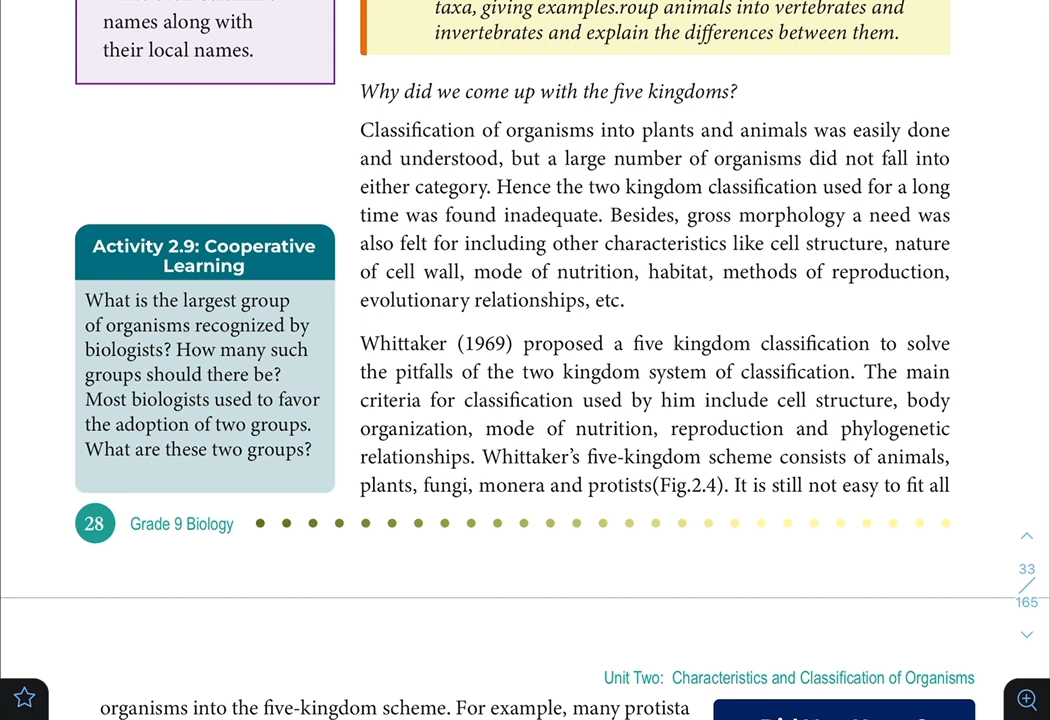 names along with
their local names.
taxa, giving examples.roup animals into vertebrates and
invertebrates and explain the differences between them.
Why did we come up with the five kingdoms?
Classification of organisms into plants and animals was easily done
and understood, but a large number of organisms did not fall into
either category. Hence the two kingdom classification used for a long
time was found inadequate. Besides, gross morphology a need was
also felt for including other characteristics like cell structure, nature
of cell wall, mode of nutrition, habitat, methods of reproduction,
evolutionary relationships, etc.
Activity 2.9: Cooperative
Learning
What is the largest group
of organisms recognized by
biologists? How many such
groups should there be?
Most biologists used to favor
the adoption of two groups.
What are these two groups?
Whittaker (1969) proposed a five kingdom classification to solve
the pitfalls of the two kingdom system of classification. The main
criteria for classification used by him include cell structure, body
organization, mode of nutrition, reproduction and phylogenetic
relationships. Whittaker's five-kingdom scheme consists of animals,
plants, fungi, monera and protists(Fig.2.4). It is still not easy to fit all
28 Grade 9 Biology
33
165
Unit Two: Characteristics and Classification of Organisms
organisms into the five-kingdom scheme. For example, many protista